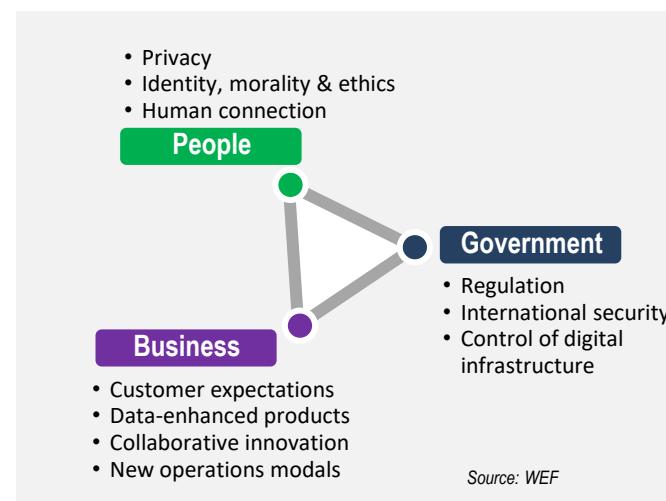 • Privacy
• Identity, morality & ethics
• Human connection
People
Government
• Regulation
• International security
• Control of digital
infrastructure
Business
• Customer expectations
• Data-enhanced products
• Collaborative innovation
• New operations modals
Source: WEF